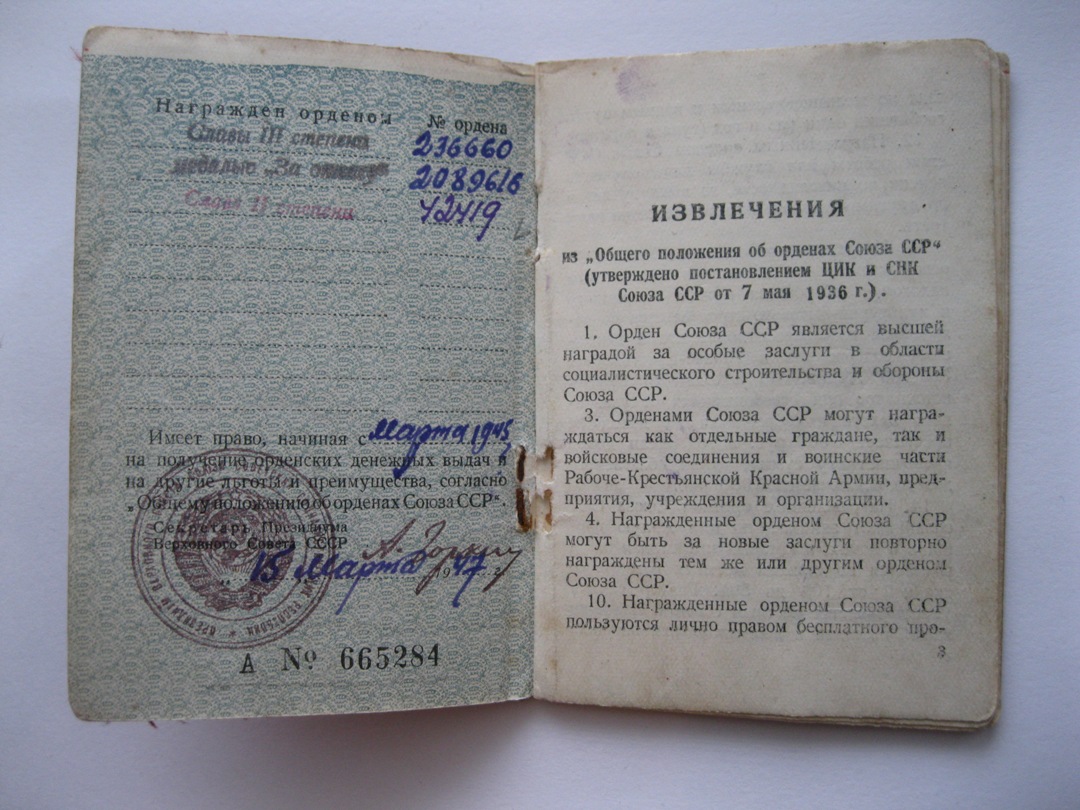 Награжден орденом
№ ордена
Славы III степени 236660
медалью „За отвагу" 2089616
Слава II степени 42419
Имеет право, начиная с Марта 1945
на получение орденских денежных выдач и
на другие льготы и преимущества, согласно
„Общему положению об орденах Союза ССР".
Секретарь Президиума
Верховного Совета СССР
А. Горкин
„ 15 Марта 1947 г.
А № 665284
ИЗВЛЕЧЕНИЯ
из „Общего положения об орденах Союза ССР"
(утверждено постановлением ЦИК и СНК
Союза ССР от 7 мая 1936 г.).
1. Орден Союза ССР является высшей
наградой за особые заслуги в области
социалистического строительства и обороны
Союза ССР.
3. Орденами Союза ССР могут награ-
ждаться как отдельные граждане, так и
войсковые соединения и воинские части
Рабоче-Крестьянской Красной Армии, пред-
приятия, учреждения и организации.
4. Награжденные орденом Союза ССР
могут быть за новые заслуги повторно
награждены тем же или другим орденом
Союза ССР.
10. Награжденные орденом Союза ССР
пользуются лично правом бесплатного про-
3